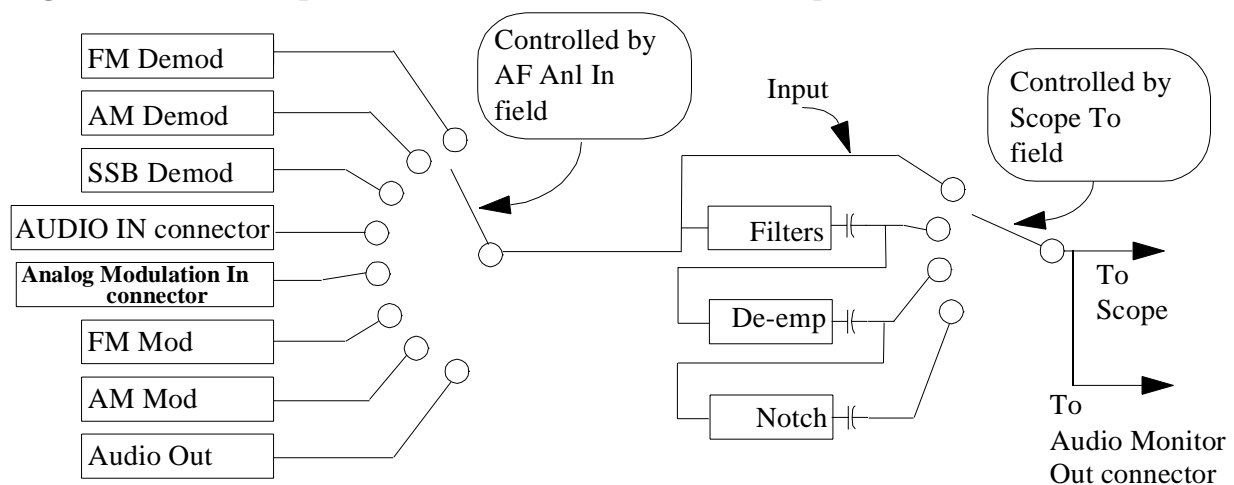 FM Demod
AM Demod
SSB Demod
AUDIO IN connector
Analog Modulation In
connector
FM Mod
AM Mod
Audio Out
Controlled by
AF Anl In
field
Input
Filters
De-emp
Notch
Controlled by
Scope To
field
To
Scope
To
Audio Monitor
Out connector